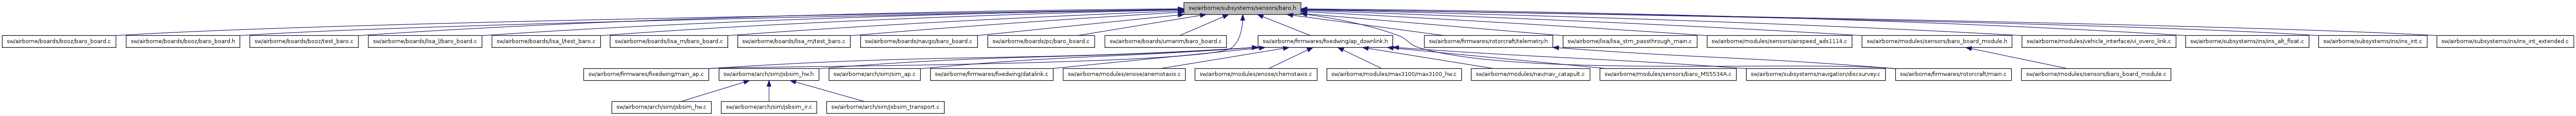 sw/airborne/subsystems/sensors/baro.h
sw/airborne/boards/booz/baro_board.c
sw/airborne/boards/booz/baro_board.h
sw/airborne/boards/booz/test_baro.c
sw/airborne/boards/lisa_l/baro_board.c
sw/airborne/boards/lisa_l/test_baro.c
sw/airborne/boards/lisa_m/baro_board.c
sw/airborne/boards/lisa_m/test_baro.c
sw/airborne/boards/navgo/baro_board.c
sw/airborne/boards/pc/baro_board.c
sw/airborne/boards/umarim/baro_board.c
sw/airborne/firmwares/fixedwing/ap_downlink.h
sw/airborne/firmwares/rotorcraft/telemetry.h
sw/airborne/lisa/lisa_stm_passthrough_main.c
sw/airborne/modules/sensors/airspeed_ads1114.c
sw/airborne/modules/sensors/baro_board_module.h
sw/airborne/modules/vehicle_interface/vi_overo_link.c
sw/airborne/subsystems/ins/ins_alt_float.c
sw/airborne/subsystems/ins/ins_int.c
sw/airborne/subsystems/ins/ins_int_extended.c
sw/airborne/firmwares/fixedwing/main_ap.c
sw/airborne/arch/sim/jsbsim_hw.h
sw/airborne/arch/sim/sim_ap.c
sw/airborne/firmwares/fixedwing/datalink.c
sw/airborne/modules/enose/anemotaxis.c
sw/airborne/modules/enose/chemotaxis.c
sw/airborne/modules/max3100/max3100_hw.c
sw/airborne/modules/nav/nav_catapult.c
sw/airborne/modules/sensors/baro_MS5534A.c
sw/airborne/subsystems/navigation/discsurvey.c
sw/airborne/firmwares/rotorcraft/main.c
sw/airborne/modules/sensors/baro_board_module.c
sw/airborne/arch/sim/jsbsim_hw.c
sw/airborne/arch/sim/jsbsim_ir.c
sw/airborne/arch/sim/jsbsim_transport.c